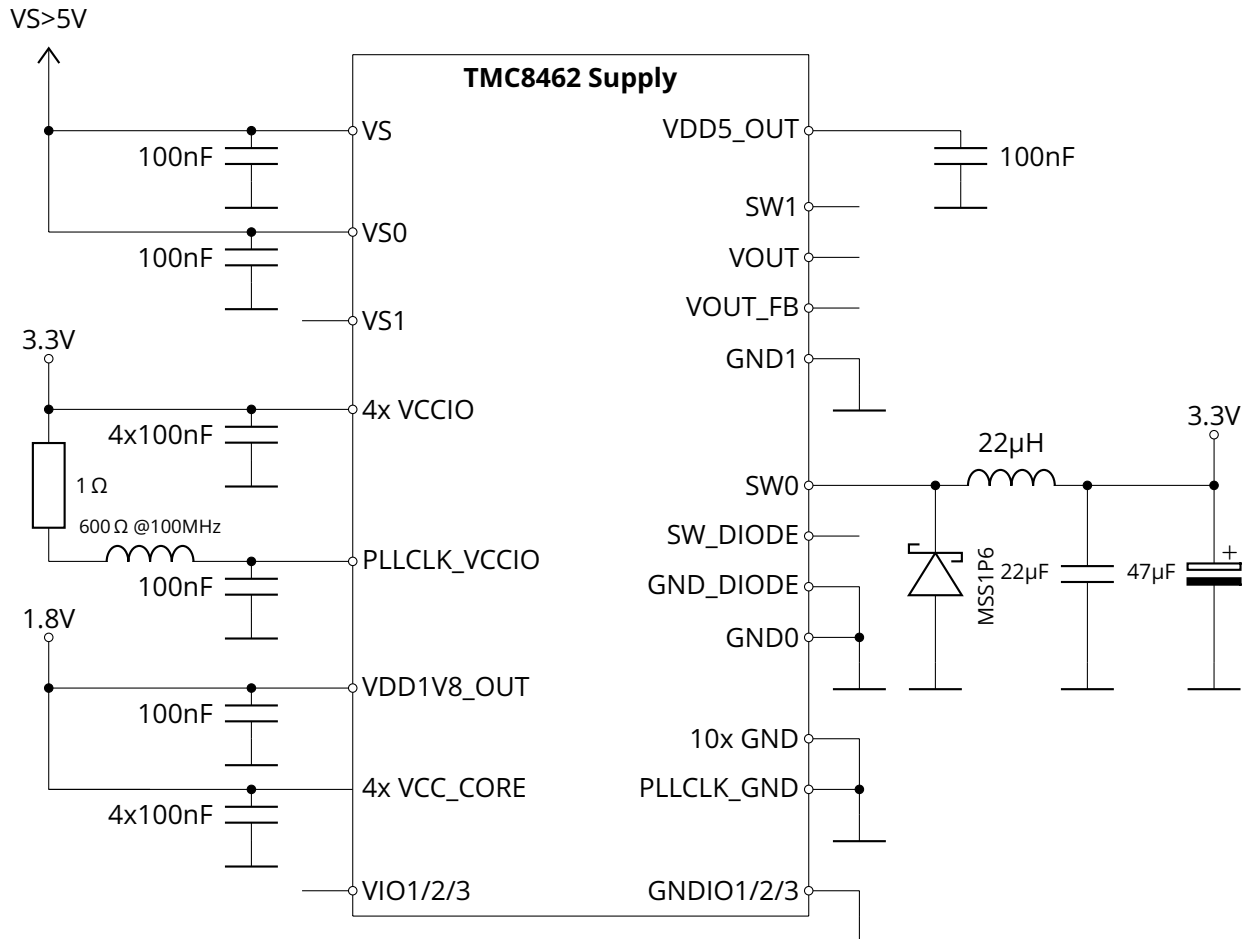 VS>5V
TMC8462 Supply
VS
100nF
VS0
100nF
VS1
3.3V
4x VCCIO
4x100nF
1 Ω
600 Ω @100MHz
PLLCLK_VCCIO
100nF
1.8V
VDD1V8_OUT
100nF
4x VCC_CORE
4x100nF
VIO1/2/3
VDD5_OUT
100nF
SW1
VOUT
VOUT_FB
GND1
3.3V
22µH
SW0
SW_DIODE
GND_DIODE
GND0
MSS1P6
22µF
47µF
+
10x GND
PLLCLK_GND
GNDIO1/2/3